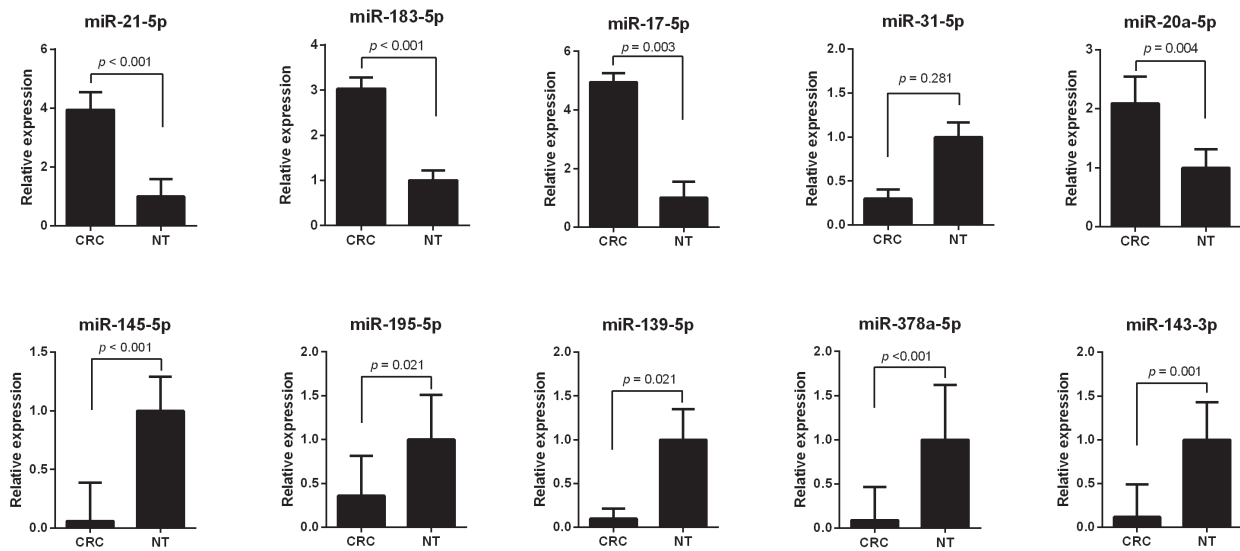 miR-21-5p
Relative expression
6
4
2
0
p < 0.001
CRC NT
miR-183-5p
Relative expression
4
3
2
1
0
p < 0.001
CRC NT
miR-17-5p
Relative expression
6
4
2
0
p = 0.003
CRC NT
miR-31-5p
Relative expression
2.0
1.5
1.0
0.5
0.0
p = 0.281
CRC NT
miR-20a-5p
Relative expression
3
2
1
0
p = 0.004
CRC NT
miR-145-5p
Relative expression
1.5
1.0
0.5
0.0
p < 0.001
CRC NT
miR-195-5p
Relative expression
2.0
1.5
1.0
0.5
0.0
p = 0.021
CRC NT
miR-139-5p
Relative expression
2.0
1.5
1.0
0.5
0.0
p = 0.021
CRC NT
miR-378a-5p
Relative expression
2.0
1.5
1.0
0.5
0.0
p <0.001
CRC NT
miR-143-3p
Relative expression
2.0
1.5
1.0
0.5
0.0
p = 0.001
CRC NT